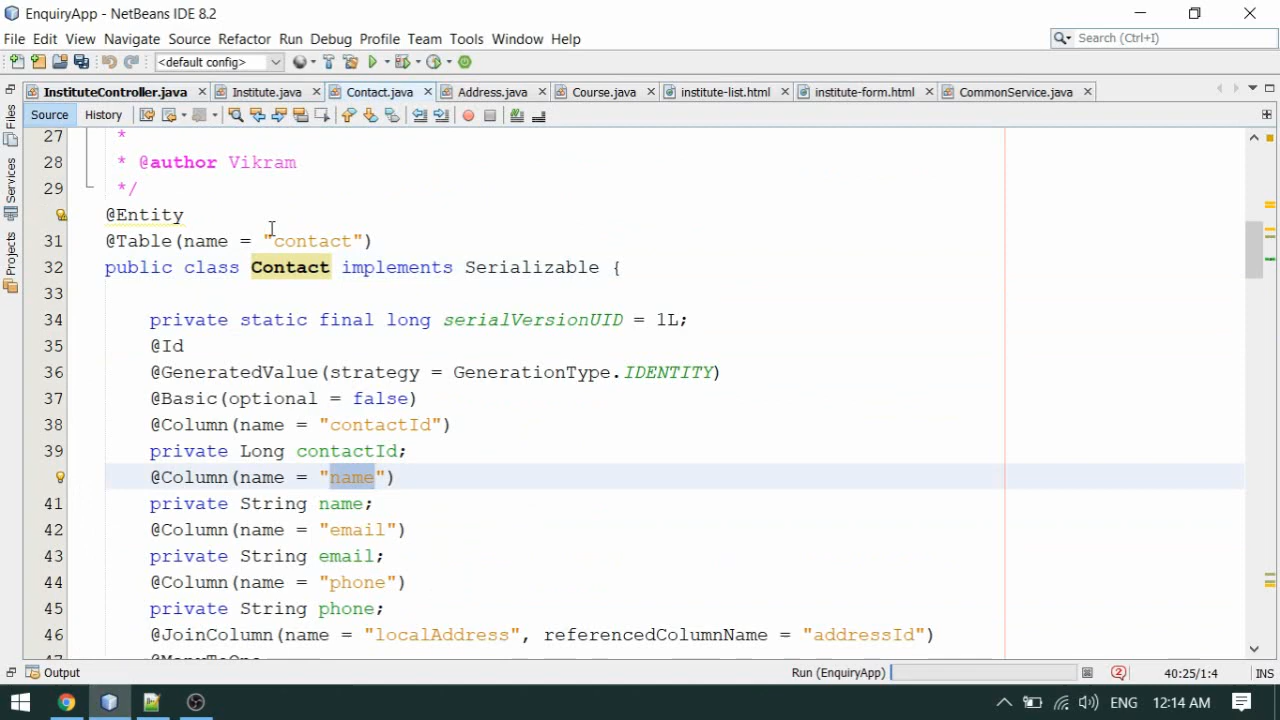 EnquiryApp - NetBeans IDE 8.2
File Edit View Navigate Source Refactor Run Debug Profile Team Tools Window Help
Search (Ctrl+I)
<default config>
InstituteController.java Institute.java Contact.java Address.java Course.java institute-list.html institute-form.html CommonService.java
Source History
Files
Services
Projects
27 *
28 * @author Vikram
29 */
@Entity
31 @Table(name = "contact")
32 public class Contact implements Serializable {
33
34 private static final long serialVersionUID = 1L;
35 @Id
36 @GeneratedValue(strategy = GenerationType.IDENTITY)
37 @Basic(optional = false)
38 @Column(name = "contactId")
39 private Long contactId;
@Column(name = "name")
41 private String name;
42 @Column(name = "email")
43 private String email;
44 @Column(name = "phone")
45 private String phone;
46 @JoinColumn(name = "localAddress", referencedColumnName = "addressId")
47 @ManyToOne
Output
Run (EnquiryApp)
2
40:25/1:4
INS
ENG
12:14 AM